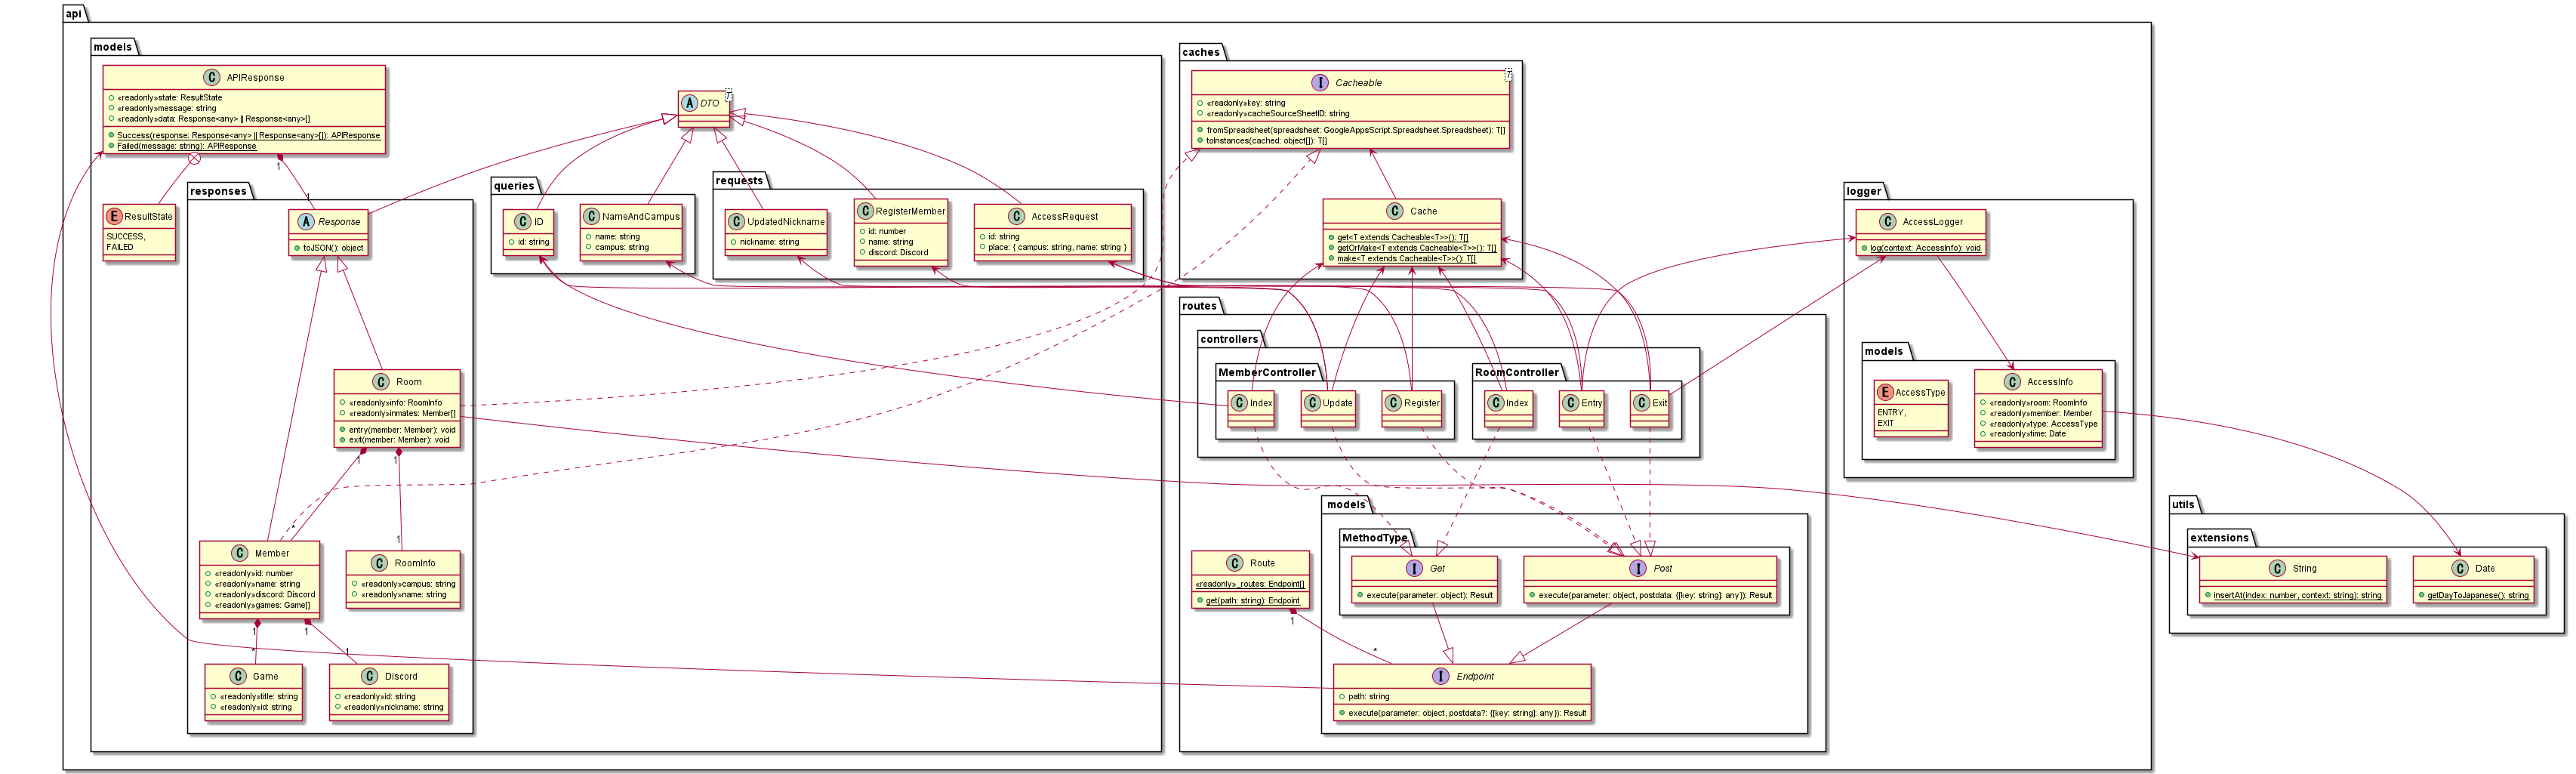 api
models
C APIResponse
«readonly»state: ResultState
«readonly»message: string
«readonly»data: Response<any> || Response<any>[]
Success(response: Response<any> || Response<any>[]): APIResponse
Failed(message: string): APIResponse
1
1
E ResultState
SUCCESS,
FAILED
A DTO
T
responses
A Response
toJSON(): object
C Room
«readonly»info: RoomInfo
«readonly»inmates: Member[]
entry(member: Member): void
exit(member: Member): void
1
1
*
1
C Member
«readonly»id: number
«readonly»name: string
«readonly»discord: Discord
«readonly»games: Game[]
C RoomInfo
«readonly»campus: string
«readonly»name: string
1
1
*
1
C Game
«readonly»title: string
«readonly»id: string
C Discord
«readonly»id: string
«readonly»nickname: string
queries
C ID
id: string
C NameAndCampus
name: string
campus: string
requests
C UpdatedNickname
nickname: string
C RegisterMember
id: number
name: string
discord: Discord
C AccessRequest
id: string
place: { campus: string, name: string }
caches
I Cacheable
T
«readonly»key: string
«readonly»cacheSourceSheetID: string
fromSpreadsheet(spreadsheet: GoogleAppsScript.Spreadsheet.Spreadsheet): T[]
toInstances(cached: object[]): T[]
C Cache
get<T extends Cacheable<T>>(): T[]
getOrMake<T extends Cacheable<T>>(): T[]
make<T extends Cacheable<T>>(): T[]
routes
controllers
MemberController
C Index
C Update
C Register
RoomController
C Index
C Entry
C Exit
models
MethodType
I Get
execute(parameter: object): Result
I Post
execute(parameter: object, postdata: {[key: string]: any}): Result
C Route
«readonly»_routes: Endpoint[]
get(path: string): Endpoint
1
*
I Endpoint
path: string
execute(parameter: object, postdata?: {[key: string]: any}): Result
logger
C AccessLogger
log(context: AccessInfo): void
models
E AccessType
ENTRY,
EXIT
C AccessInfo
«readonly»room: RoomInfo
«readonly»member: Member
«readonly»type: AccessType
«readonly»time: Date
utils
extensions
C String
insertAt(index: number, context: string): string
C Date
getDayToJapanese(): string